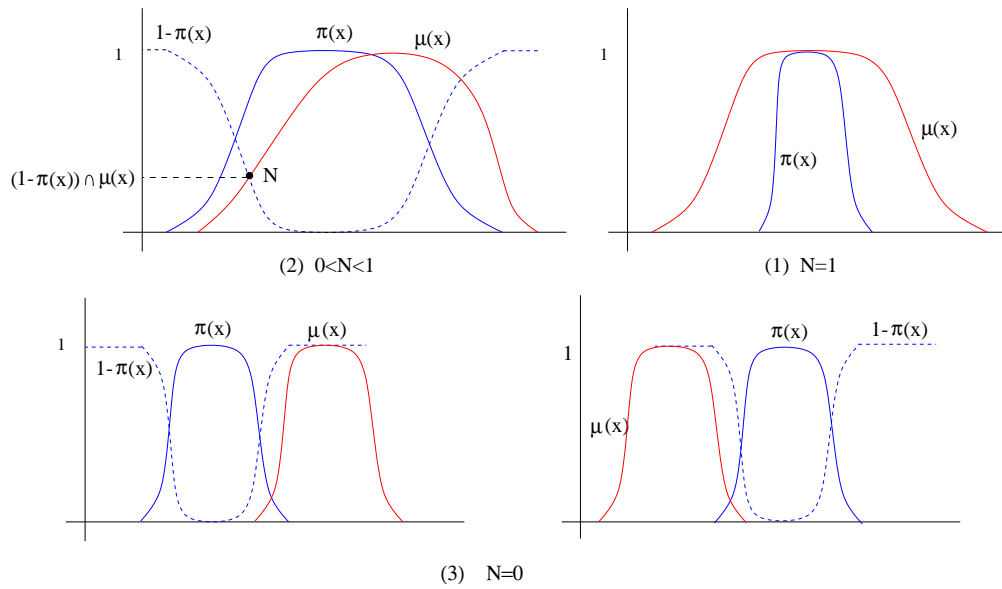 1-π(x)
π(x)
μ(x)
1
(1-π(x)) ∩ μ(x)
N
(2) 0<N<1
1
μ(x)
π(x)
(1) N=1
1
π(x)
μ(x)
1-π(x)
1
π(x)
1-π(x)
μ(x)
(3) N=0